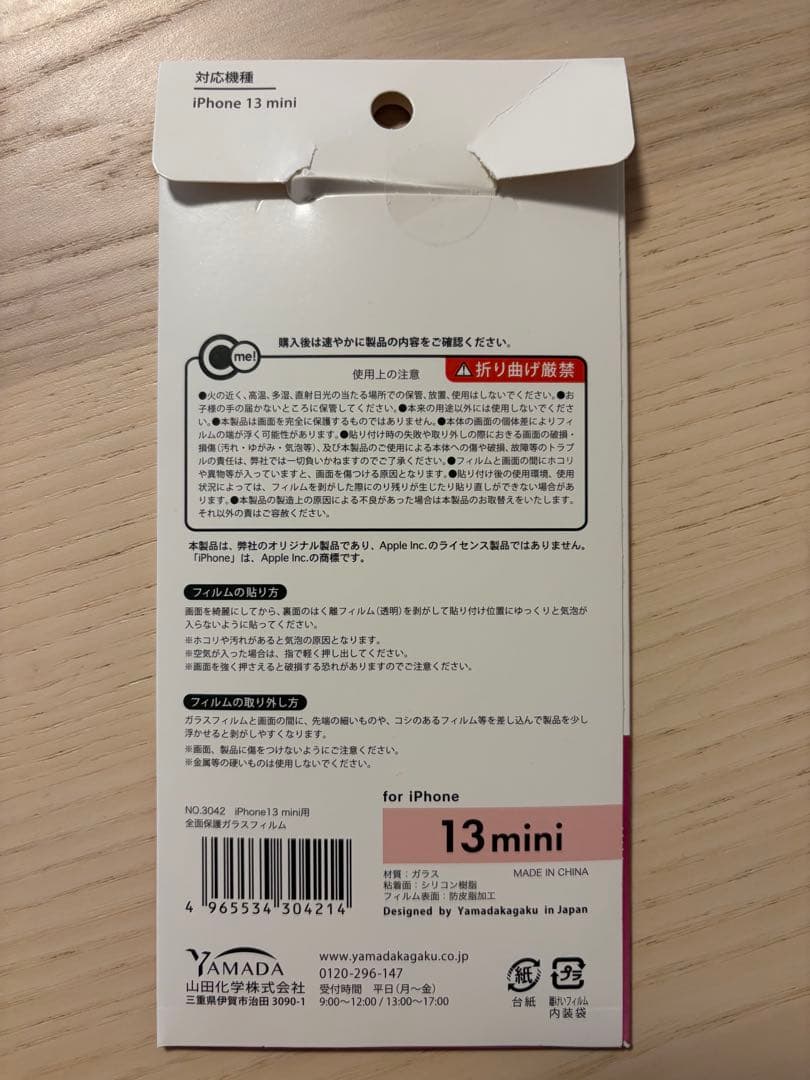 対応機種
iPhone 13 mini
C me!
購入後は速やかに製品の内容をご確認ください。
使用上の注意
⚠折り曲げ厳禁
●火の近く、高温、多湿、直射日光の当たる場所での保管、放置、使用はしないでください。●お
子様の手の届かないところに保管してください。●本来の用途以外には使用しないでくださ
い。●本製品は画面を完全に保護するものではありません。●本体の画面の個体差によりフィ
ルムの端が浮く可能性があります。●貼り付け時の失敗や取り外しの際におきる画面の破損・
損傷(汚れ・ゆがみ・気泡等)、及び本製品のご使用による本体への傷や破損、故障等のトラブ
ルの責任は、弊社では一切負いかねますのでご了承ください。●フィルムと画面の間にホコリ
や異物等が入っていますと、画面を傷つける原因となります。●貼り付け後の使用環境、使用
状況によっては、フィルムを剥がした際にのり残りが生じたり貼り直しができない場合があ
ります。●本製品の製造上の原因による不良があった場合は本製品のお取替えをいたします。
それ以外の責はご容赦ください。
本製品は、弊社のオリジナル製品であり、Apple Inc.のライセンス製品ではありません。
「iPhone」は、Apple Inc.の商標です。
フィルムの貼り方
画面を綺麗にしてから、裏面のはく離フィルム(透明)を剥がして貼り付け位置にゆっくりと気泡が
入らないように貼ってください。
※ホコリや汚れがあると気泡の原因となります。
※空気が入った場合は、指で軽く押し出してください。
※画面を強く押さえると破損する恐れがありますのでご注意ください。
フィルムの取り外し方
ガラスフィルムと画面の間に、先端の細いものや、コシのあるフィルム等を差し込んで製品を少し
浮かせると剥がしやすくなります。
※画面、製品に傷をつけないようにご注意ください。
※金属等の硬いものは使用しないでください。
NO.3042 iPhone13 mini用
全面保護ガラスフィルム
4 965534 304214
for iPhone
13 mini
材質:ガラス
MADE IN CHINA
粘着面:シリコン樹脂
フィルム表面:防皮脂加工
Designed by Yamadakagaku in Japan
YAMADA
山田化学株式会社
三重県伊賀市治田 3090-1
www.yamadakagaku.co.jp
0120-296-147
受付時間 平日(月〜金)
9:00〜12:00 / 13:00〜17:00
紙
台紙
プラ
内装袋